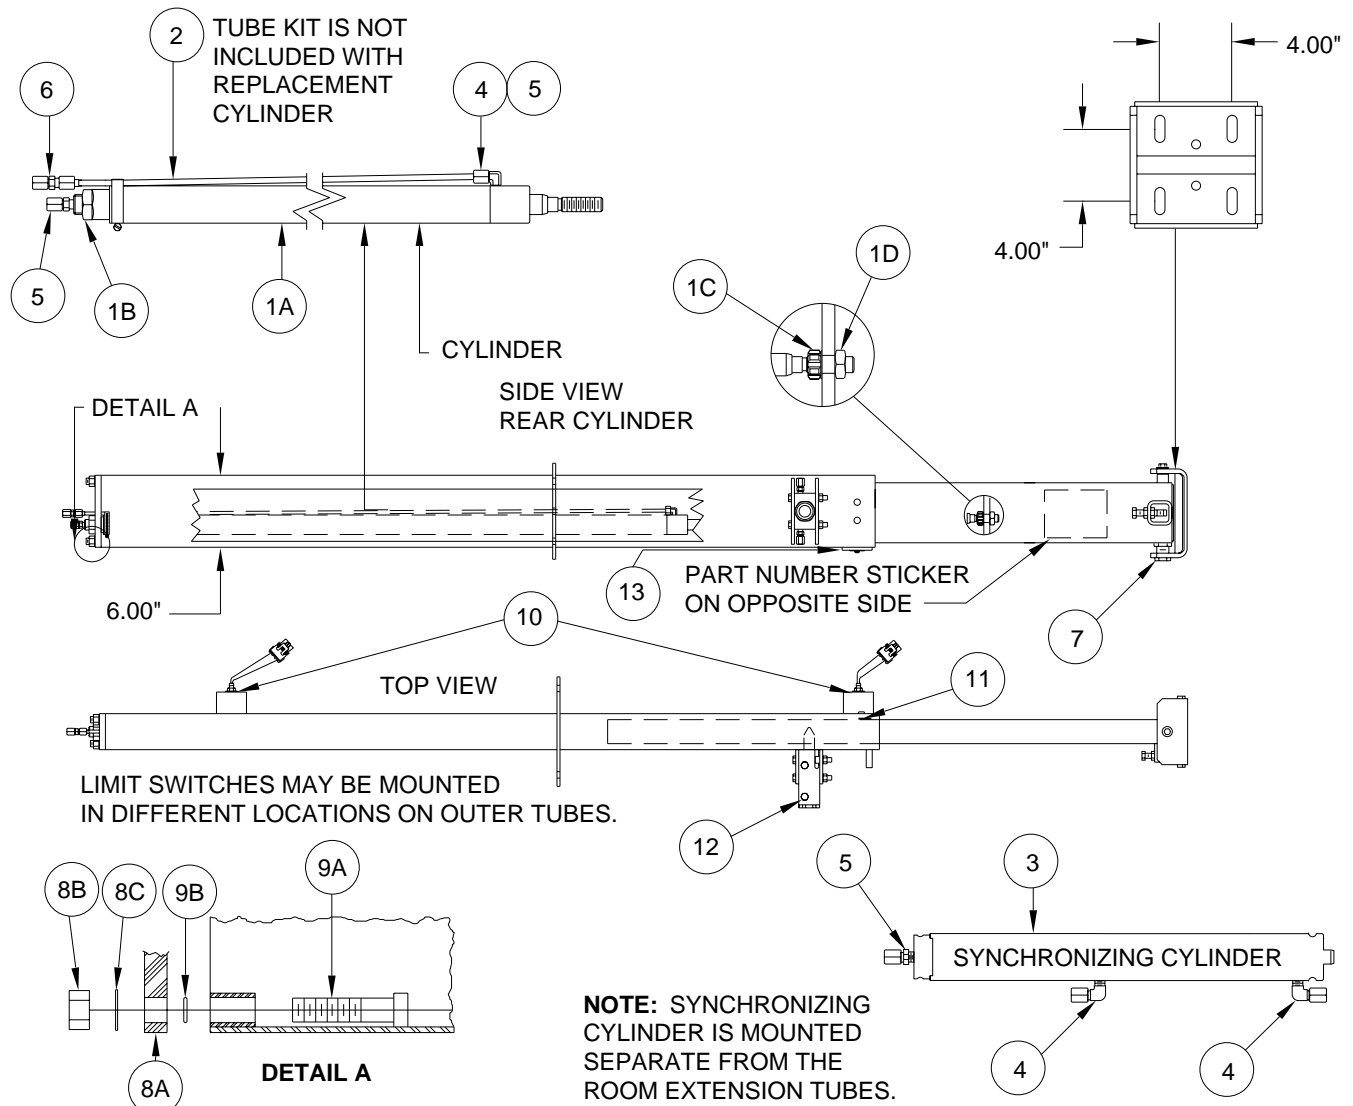 2
TUBE KIT IS NOT
INCLUDED WITH
REPLACEMENT
CYLINDER
6
4
5
4.00"
4.00"
5
1B
1A
1C
1D
CYLINDER
SIDE VIEW
REAR CYLINDER
DETAIL A
6.00"
13
PART NUMBER STICKER
ON OPPOSITE SIDE
7
10
TOP VIEW
11
LIMIT SWITCHES MAY BE MOUNTED
IN DIFFERENT LOCATIONS ON OUTER TUBES.
12
5
3
8B
8C
9B
9A
SYNCHRONIZING CYLINDER
NOTE: SYNCHRONIZING
CYLINDER IS MOUNTED
SEPARATE FROM THE
ROOM EXTENSION TUBES.
4
4
8A
DETAIL A